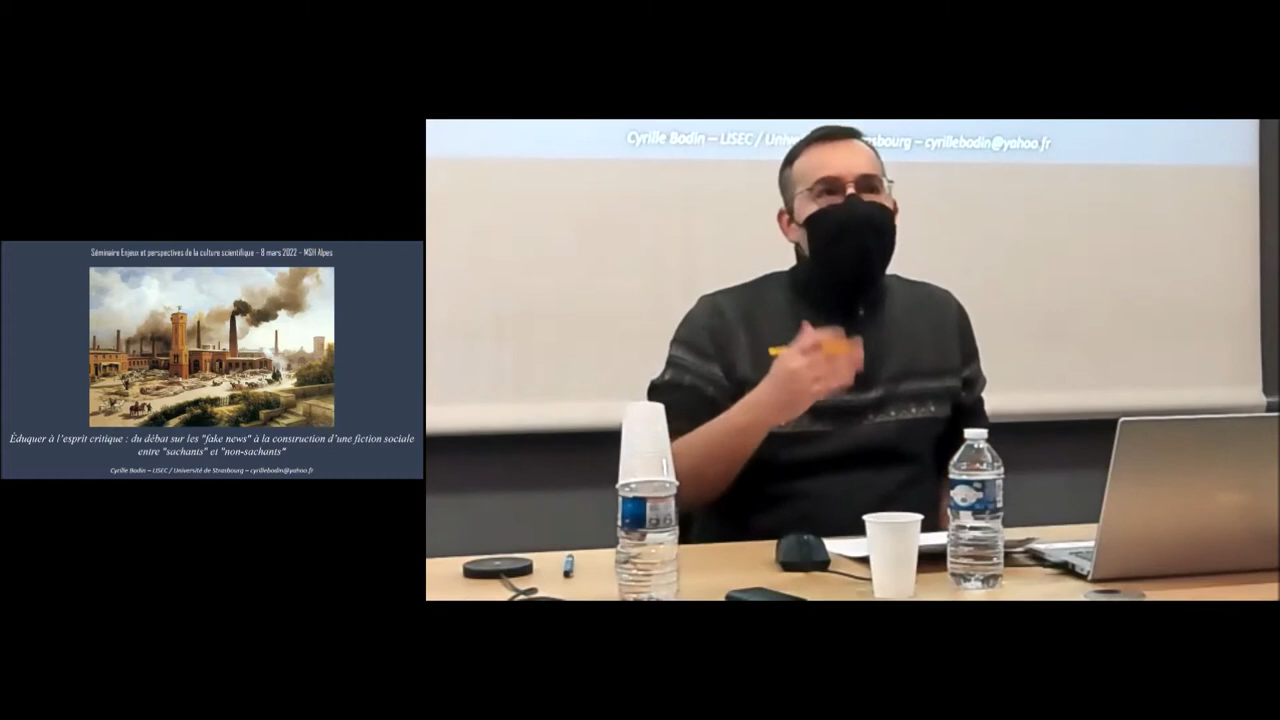 Séminaire Enjeux et perspectives de la culture scientifique – 8 mars 2022 – MSH Alpes
Éduquer à l'esprit critique : du débat sur les "fake news" à la construction d'une fiction sociale
entre "sachants" et "non-sachants"
Cyrille Bodin – LISEC / Université de Strasbourg – cyrillebodin@yahoo.fr
Cyrille Bodin – LISEC / Unive sbourg – cyrillebodin@yahoo.fr